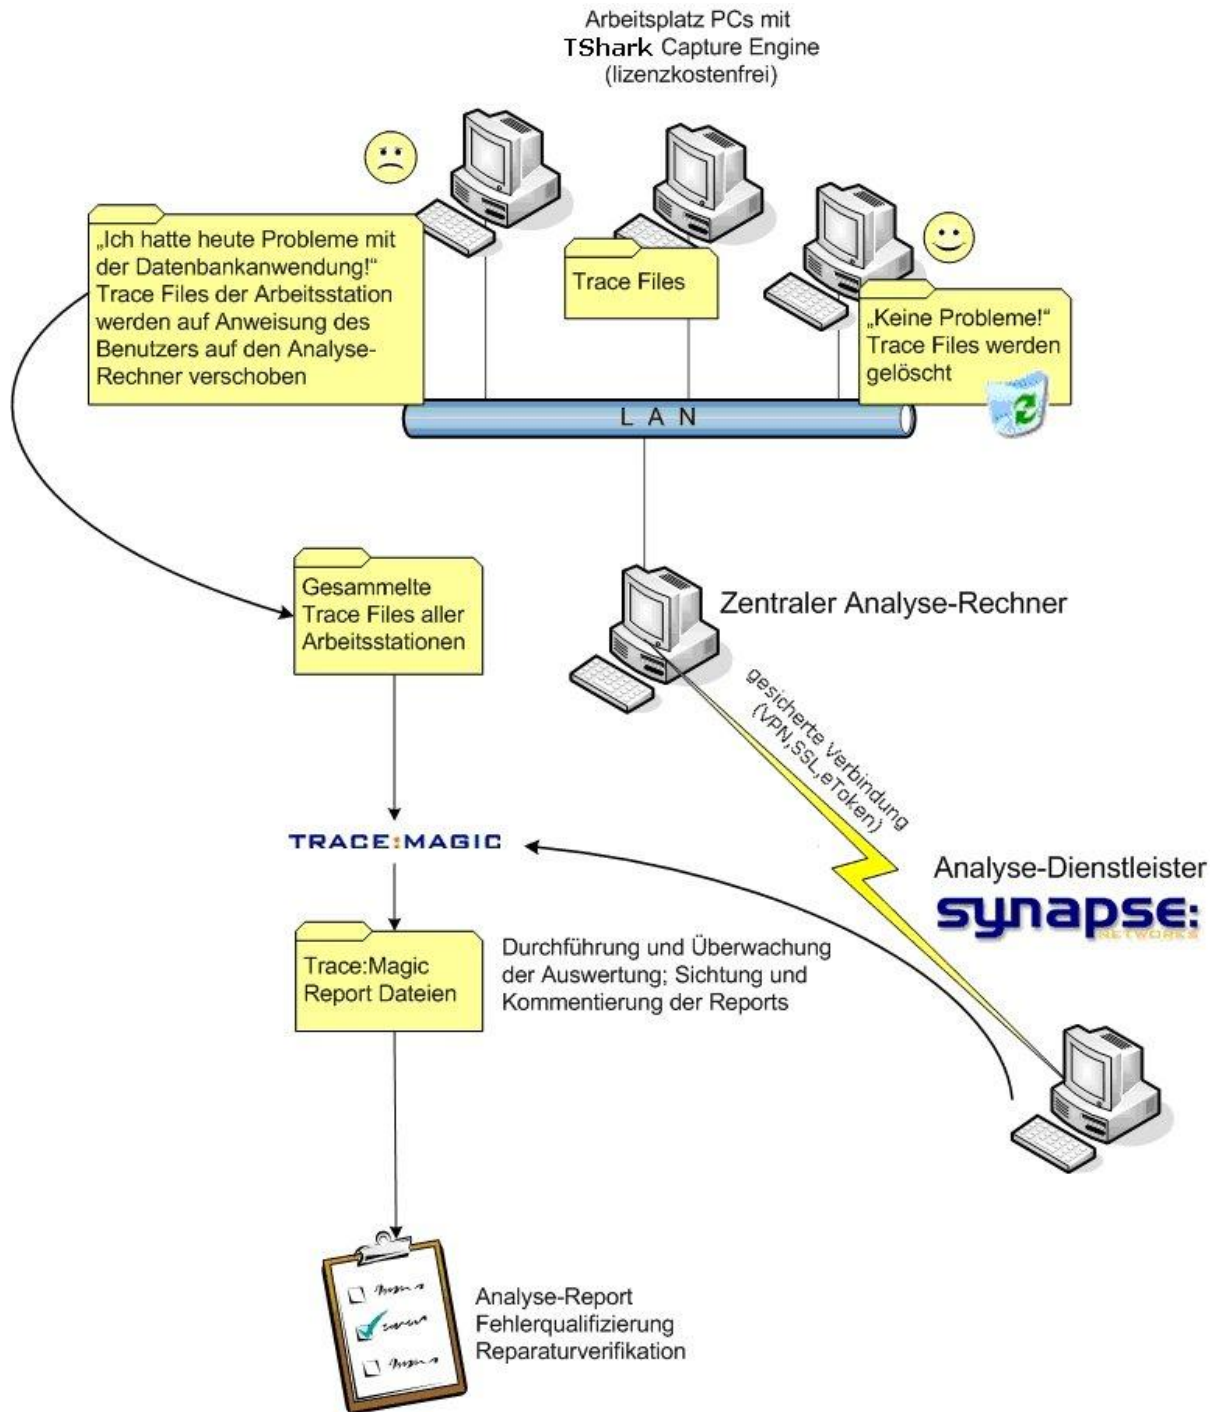 Arbeitsplatz PCs mit
TShark Capture Engine
(lizenzkostenfrei)
„Ich hatte heute Probleme mit
der Datenbankanwendung!“
Trace Files der Arbeitsstation
werden auf Anweisung des
Benutzers auf den Analyse-
Rechner verschoben
Trace Files
„Keine Probleme!“
Trace Files werden
gelöscht
LAN
Gesammelte
Trace Files aller
Arbeitsstationen
Zentraler Analyse-Rechner
gesicherte Verbindung
(VPN,SSL,eToken)
TRACE:MAGIC
Analyse-Dienstleister
synapse:
NETWORKS
Trace:Magic
Report Dateien
Durchführung und Überwachung
der Auswertung; Sichtung und
Kommentierung der Reports
Analyse-Report
Fehlerqualifizierung
Reparaturverifikation